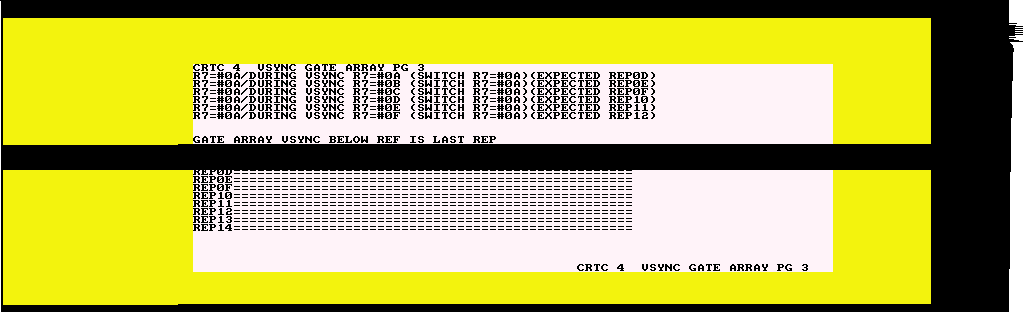 CRTC 4 VSYNC GATE ARRAY PG 3
R7=#0A/DURING VSYNC R7=#0A (SWITCH R7=#0A)(EXPECTED REP0D)
R7=#0A/DURING VSYNC R7=#0B (SWITCH R7=#0A)(EXPECTED REP0E)
R7=#0A/DURING VSYNC R7=#0C (SWITCH R7=#0A)(EXPECTED REP0F)
R7=#0A/DURING VSYNC R7=#0D (SWITCH R7=#0A)(EXPECTED REP10)
R7=#0A/DURING VSYNC R7=#0E (SWITCH R7=#0A)(EXPECTED REP11)
R7=#0A/DURING VSYNC R7=#0F (SWITCH R7=#0A)(EXPECTED REP12)
GATE ARRAY VSYNC BELOW REF IS LAST REP
REP0D==================================================
REP0E==================================================
REP0F==================================================
REP10==================================================
REP11==================================================
REP12==================================================
REP13==================================================
REP14==================================================
CRTC 4 VSYNC GATE ARRAY PG 3